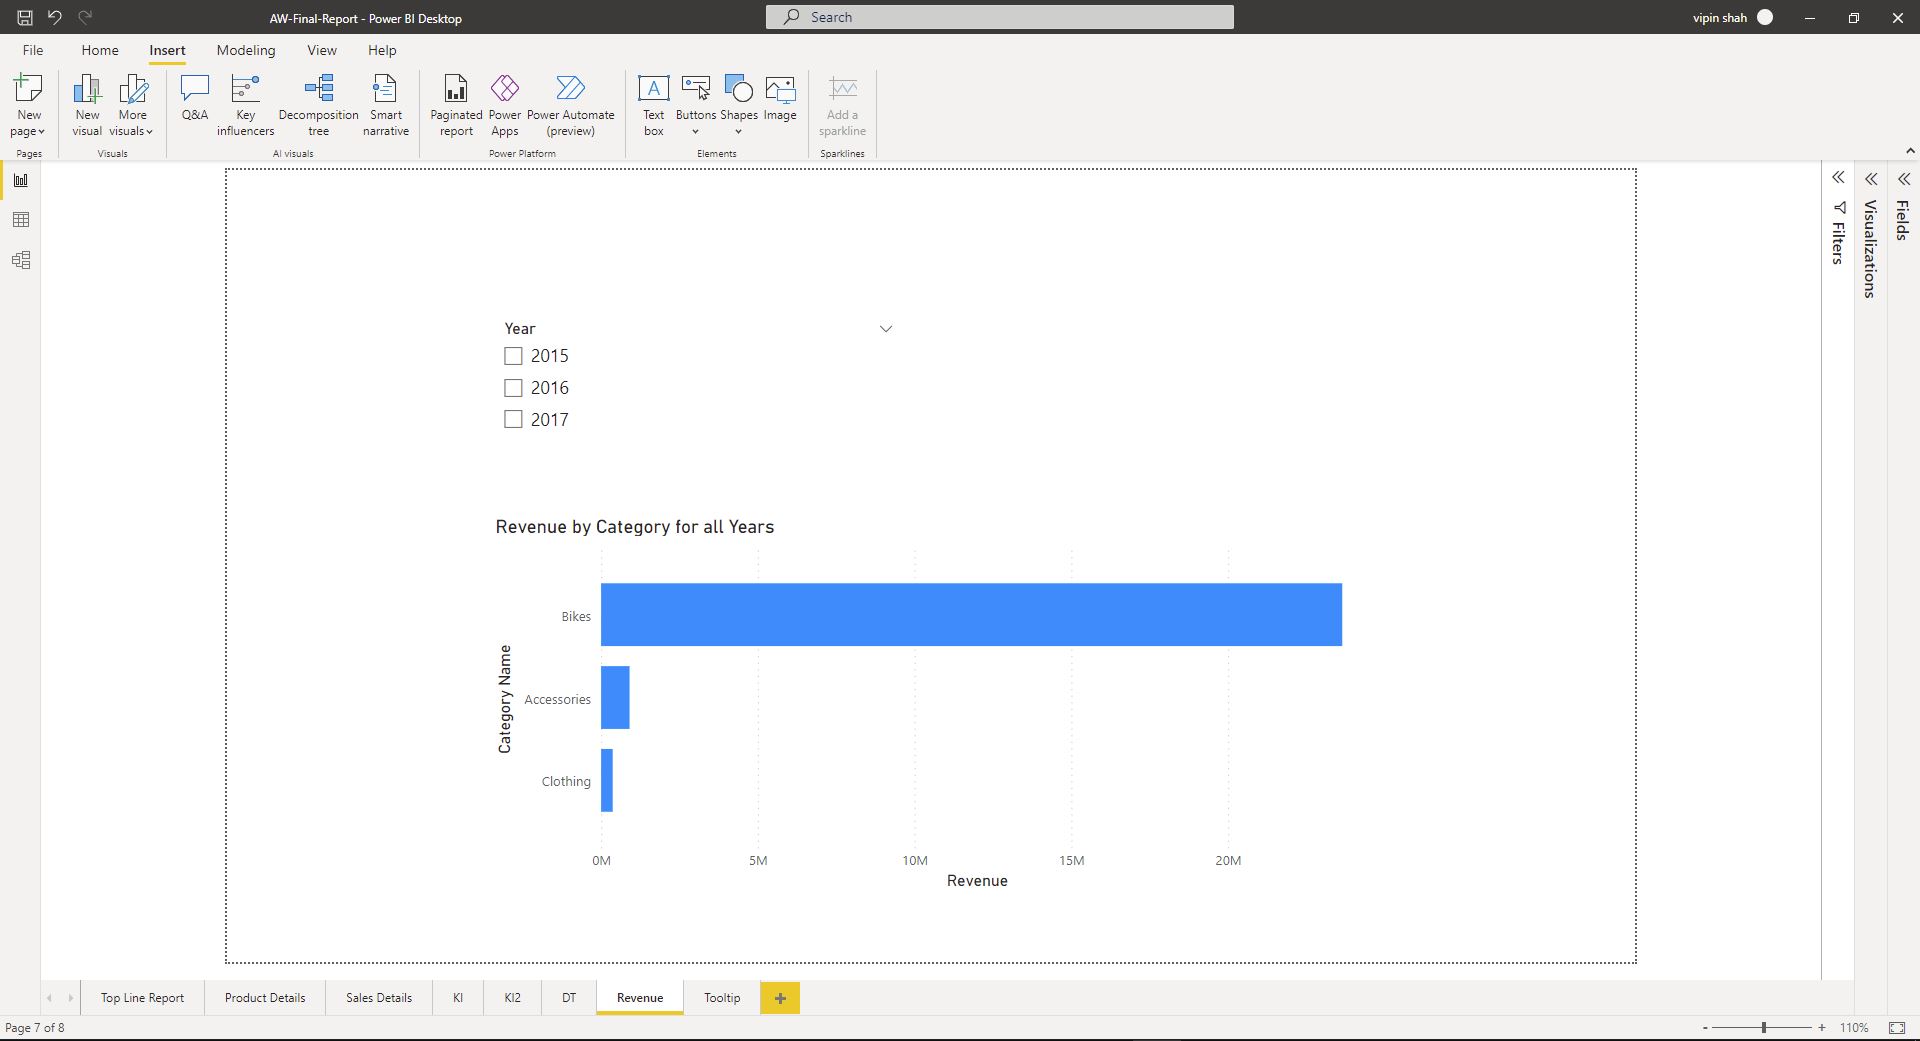 AW-Final-Report - Power BI Desktop
Search
vipin shah
File Home Insert Modeling View Help
New page
New visual
More visuals
Q&A
Key influencers
Decomposition tree
Smart narrative
Paginated report
Power Apps
Power Automate (preview)
Text box
Buttons
Shapes
Image
Add a sparkline
Pages
Visuals
AI visuals
Power Platform
Elements
Sparklines
Filters
Visualizations
Fields
Year
2015
2016
2017
Revenue by Category for all Years
Category Name
Bikes
Accessories
Clothing
0M 5M 10M 15M 20M
Revenue
Top Line Report Product Details Sales Details KI KI2 DT Revenue Tooltip +
Page 7 of 8
- + 110%